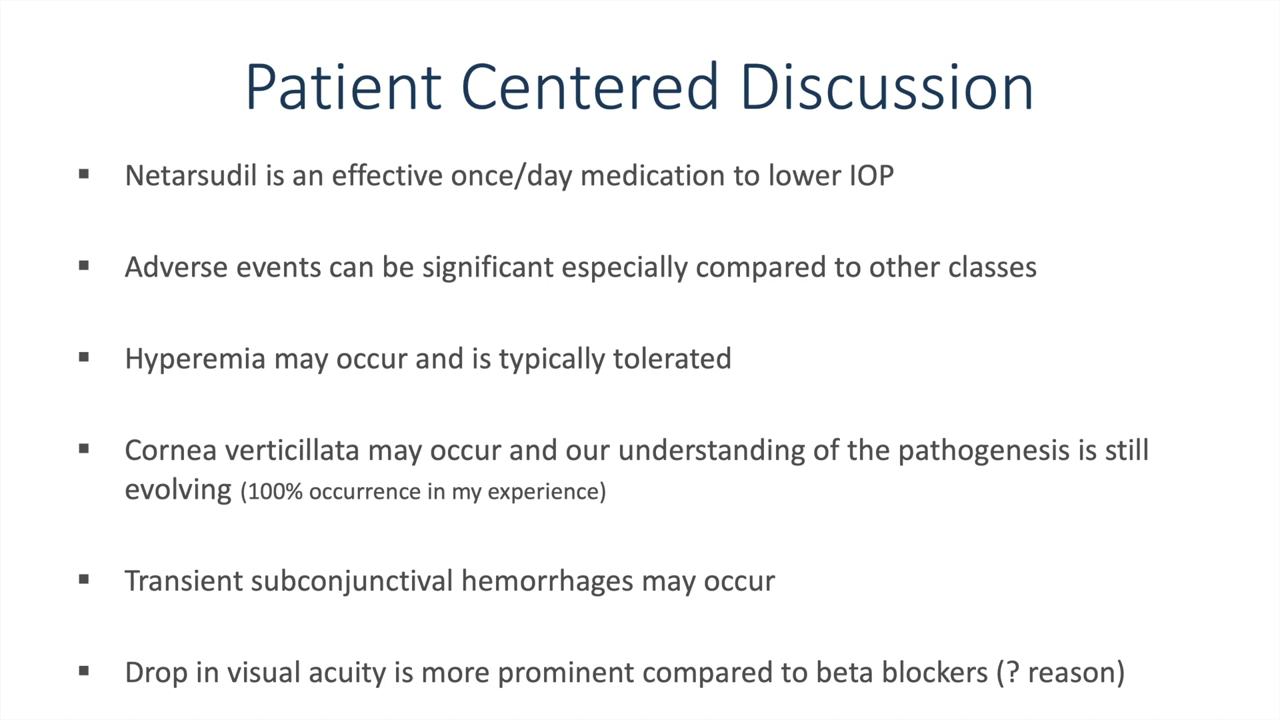 Patient Centered Discussion
▪ Netarsudil is an effective once/day medication to lower IOP
▪ Adverse events can be significant especially compared to other classes
▪ Hyperemia may occur and is typically tolerated
▪ Cornea verticillata may occur and our understanding of the pathogenesis is still
evolving (100% occurrence in my experience)
▪ Transient subconjunctival hemorrhages may occur
▪ Drop in visual acuity is more prominent compared to beta blockers (? reason)